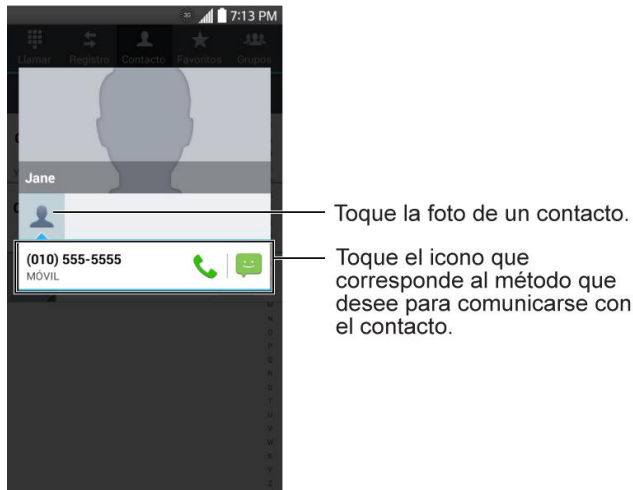 3G 7:13 PM
Llamar Registro Contacto Favoritos Grupos
Jane
Toque la foto de un contacto.
(010) 555-5555
MÓVIL
Toque el icono que
corresponde al método que
desee para comunicarse con
el contacto.
M
N
O
P
Q
R
S
T
U
V
W
X
Y
Z